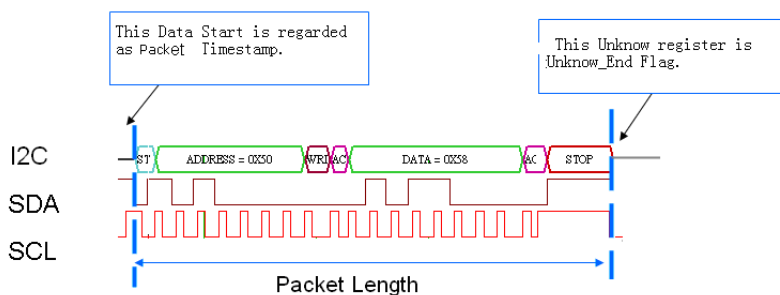 This Data Start is regarded
as Packet Timestamp.
This Unknow register is
Unknow_End Flag.
I2C
ST
ADDRESS = 0X50
WRI
AC
DATA = 0X58
AC
STOP
SDA
SCL
Packet Length